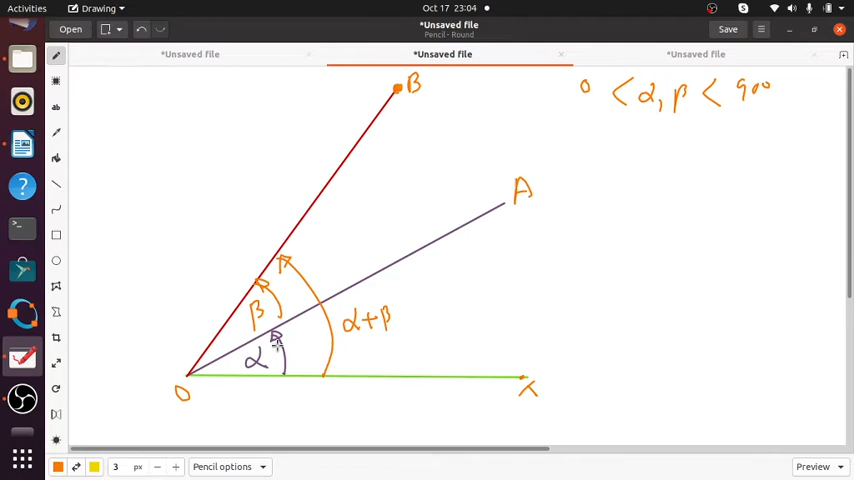 Activities
Drawing
Oct 17 23:04
Open
*Unsaved file
Pencil - Round
Save
*Unsaved file
*Unsaved file
*Unsaved file
B
0 < α, β < 90°
A
β
α+β
α
O
X
3
px
Pencil options
Preview